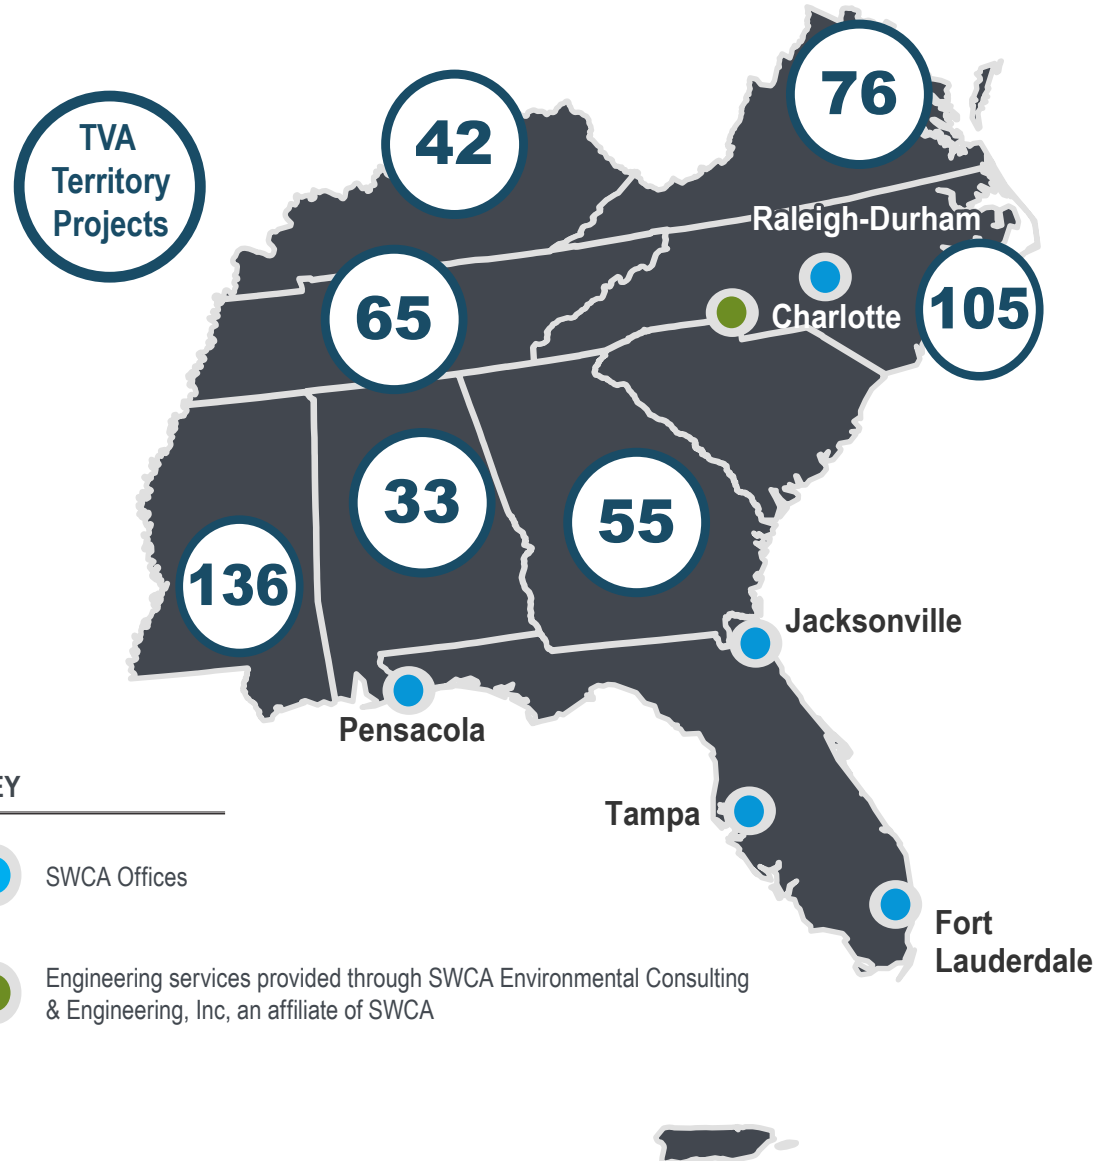 76
42
TVA
Territory
Projects
Raleigh-Durham
65
105
Charlotte
33
55
136
Jacksonville
Pensacola
EY
Tampa
SWCA Offices
Fort
Lauderdale
Engineering services provided through SWCA Environmental Consulting
& Engineering, Inc, an affiliate of SWCA